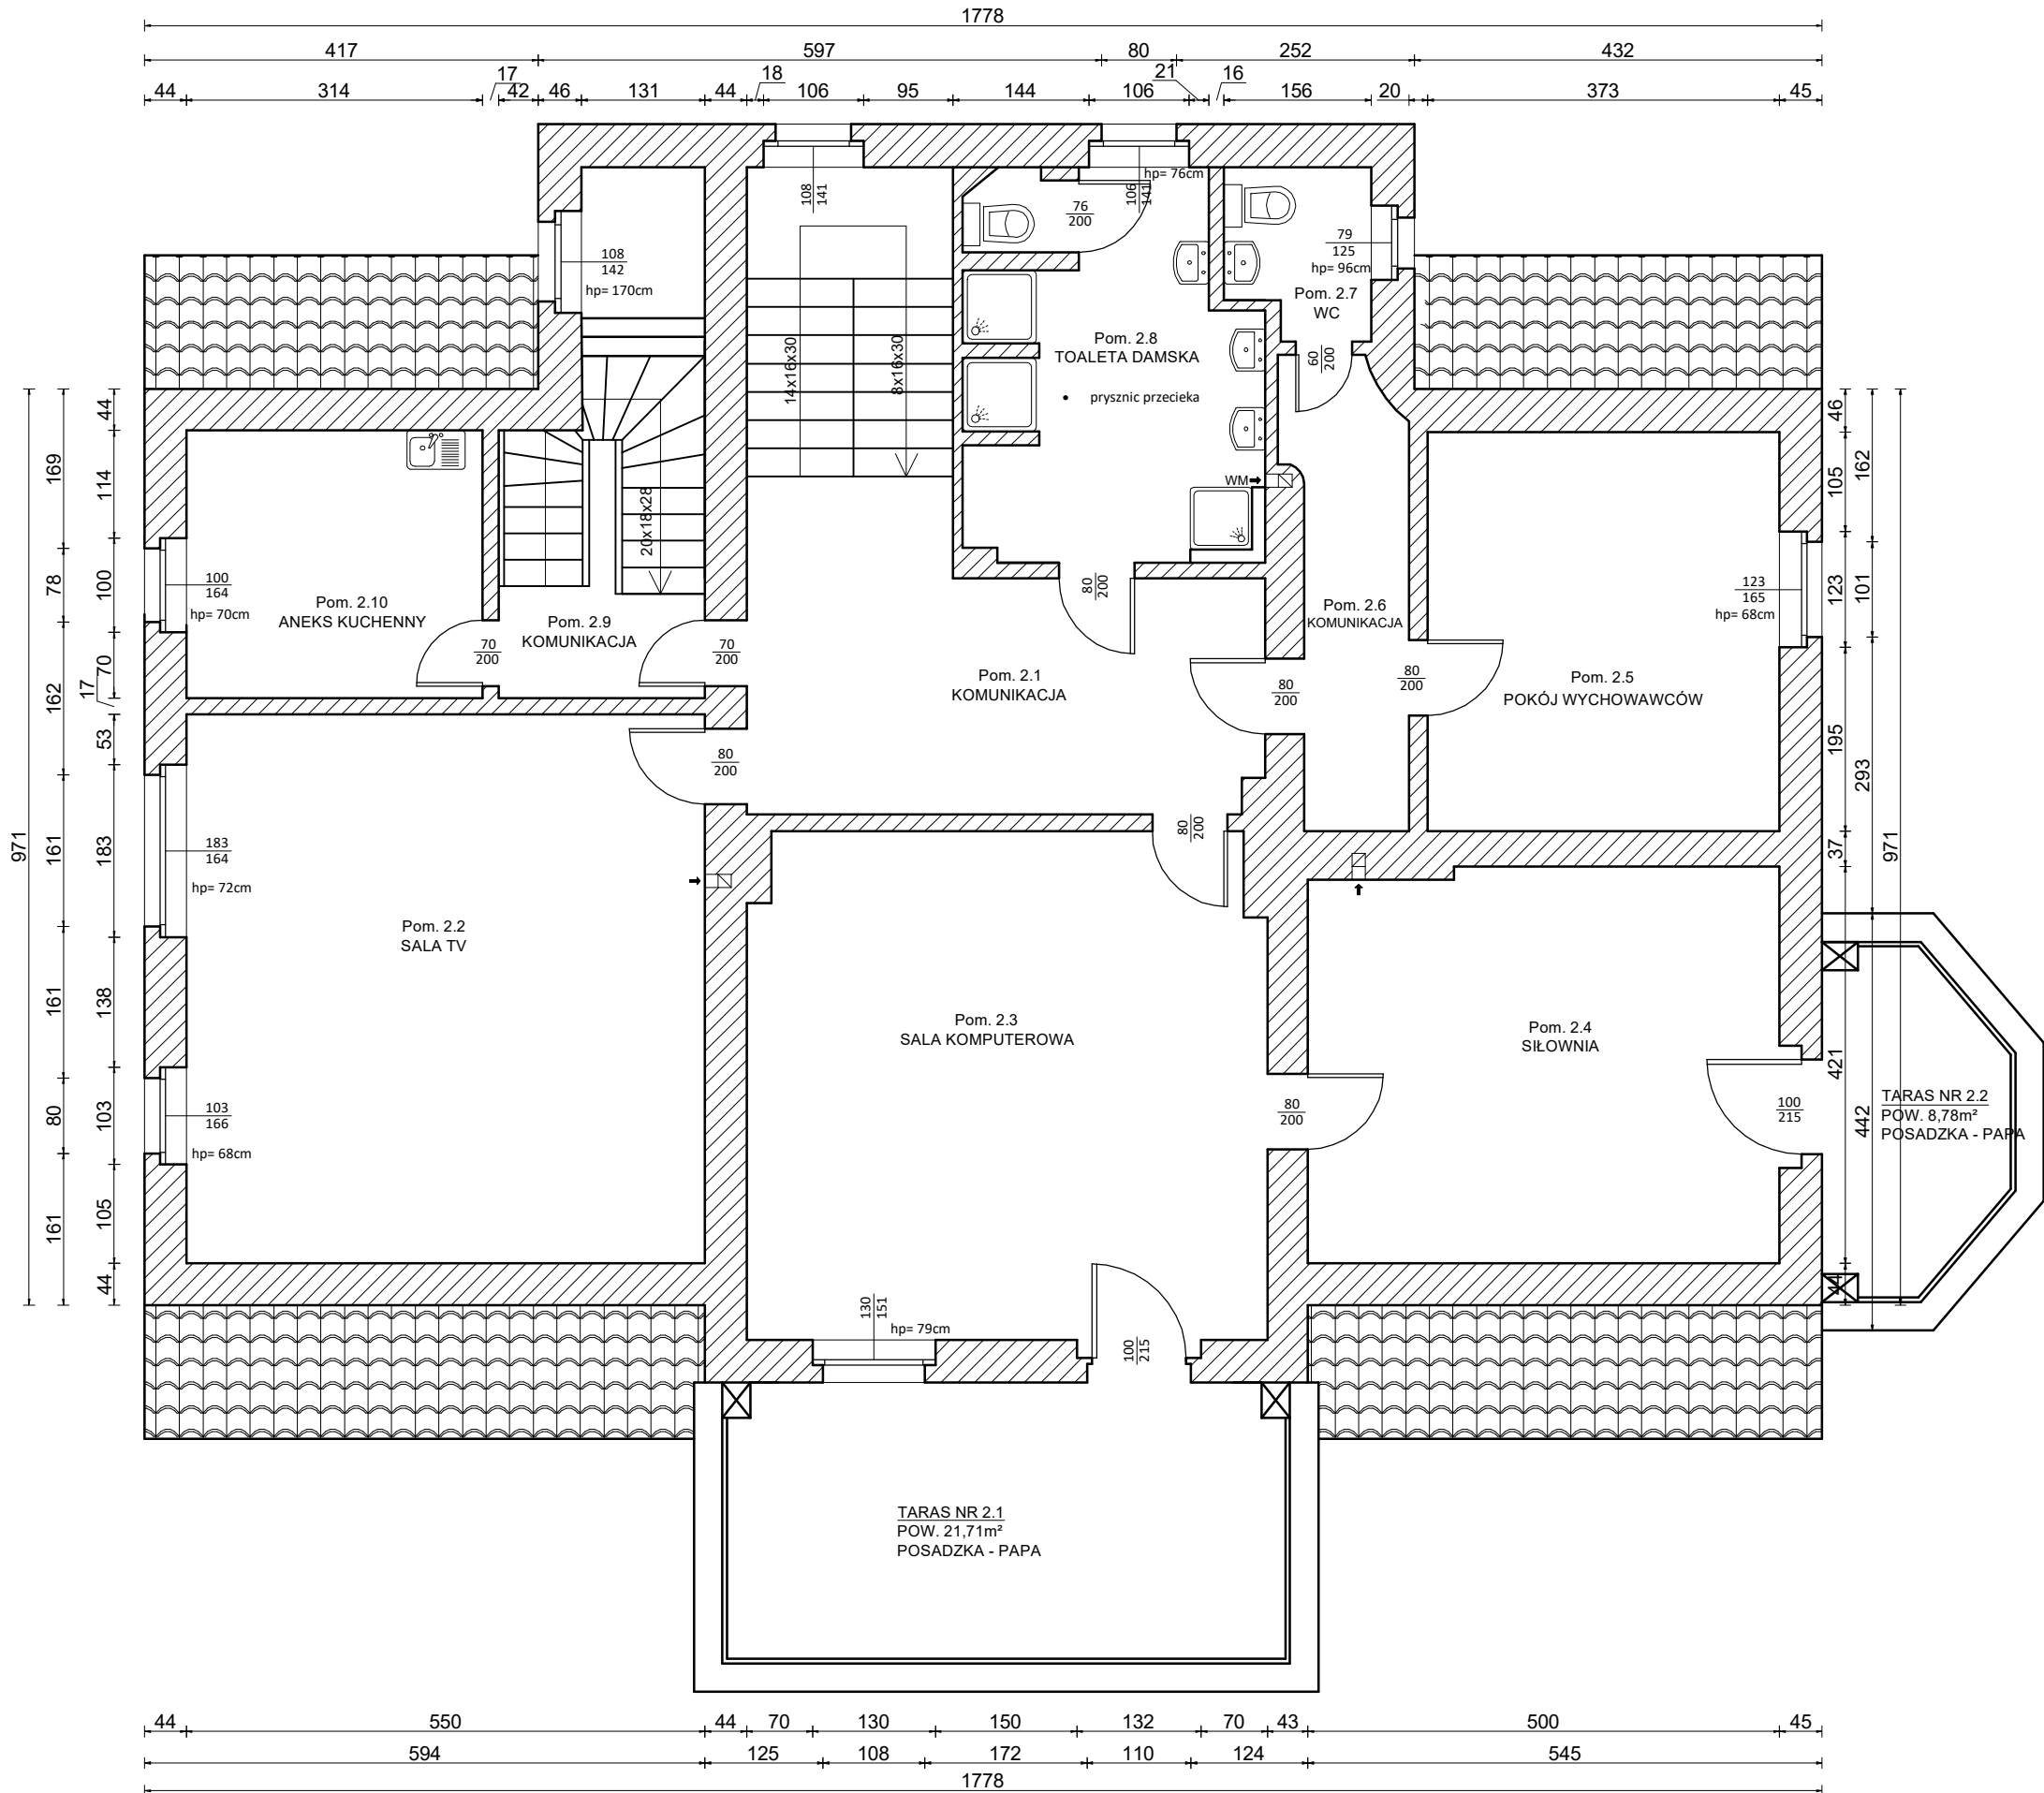 1778
417 597 80 252 432
44 314 17 42 46 131 44 18 106 95 144 106 21 16 156 20 373 45
108
141
106
141
hp= 76cm
76
200
79
125
hp= 96cm
Pom. 2.7
WC
108
142
hp= 170cm
14x16x30
8x16x30
Pom. 2.8
TOALETA DAMSKA
• prysznic przecieka
60
200
WM
20x18x28
100
164
hp= 70cm
Pom. 2.10
ANEKS KUCHENNY
Pom. 2.9
KOMUNIKACJA
70
200
70
200
80
200
Pom. 2.1
KOMUNIKACJA
80
200
Pom. 2.6
KOMUNIKACJA
80
200
Pom. 2.5
POKÓJ WYCHOWAWCÓW
123
165
hp= 68cm
80
200
80
200
183
164
hp= 72cm
Pom. 2.2
SALA TV
Pom. 2.3
SALA KOMPUTEROWA
Pom. 2.4
SIŁOWNIA
103
166
hp= 68cm
80
200
100
215
TARAS NR 2.2
POW. 8,78m²
POSADZKA - PAPA
130
151
hp= 79cm
100
215
TARAS NR 2.1
POW. 21,71m²
POSADZKA - PAPA
971
169 78 162 161 161 80 161
44 114 100 70 17 53 183 138 103 105 44
46 105 123 195 37 421 44
162 101 293 442
971
44 550 44 70 130 150 132 70 43 500 45
594 125 108 172 110 124 545
1778